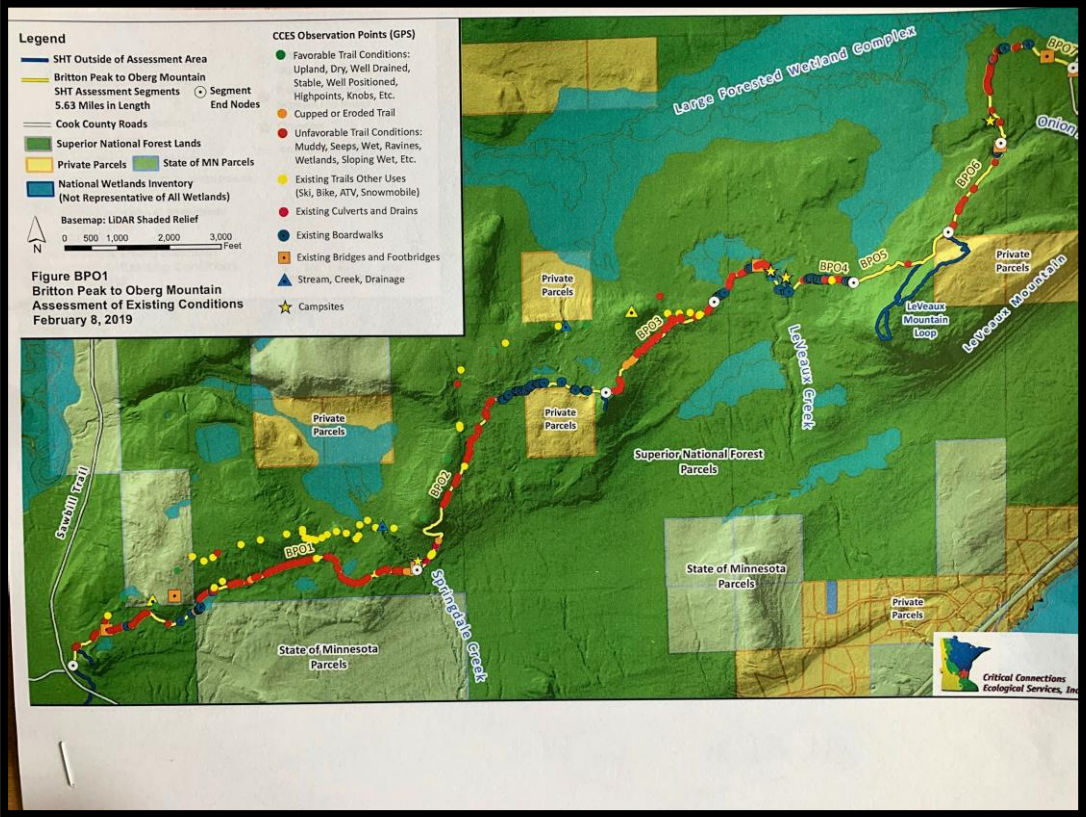 Legend
SHT Outside of Assessment Area
Britton Peak to Oberg Mountain
SHT Assessment Segments
5.63 Miles in Length
Segment
End Nodes
Cook County Roads
Superior National Forest Lands
Private Parcels
State of MN Parcels
National Wetlands Inventory
(Not Representative of All Wetlands)
Basemap: LiDAR Shaded Relief
N
0 500 1,000 2,000 3,000
Feet
Figure BPO1
Britton Peak to Oberg Mountain
Assessment of Existing Conditions
February 8, 2019
CCES Observation Points (GPS)
Favorable Trail Conditions:
Upland, Dry, Well Drained,
Stable, Well Positioned,
Highpoints, Knobs, Etc.
Cupped or Eroded Trail
Unfavorable Trail Conditions:
Muddy, Seeps, Wet, Ravines,
Wetlands, Sloping Wet, Etc.
Existing Trails Other Uses
(Ski, Bike, ATV, Snowmobile)
Existing Culverts and Drains
Existing Boardwalks
Existing Bridges and Footbridges
Stream, Creek, Drainage
Campsites
Large Forested Wetland Complex
BPO7
Onion
BPO6
Private
Parcels
BPO5
BPO4
LeVeaux
Mountain
Loop
LeVeaux Mountain
Private
Parcels
BPO3
LeVeaux Creek
Private
Parcels
Private
Parcels
Superior National Forest
Parcels
BPO2
Sawbill Trail
BPO1
Springdale Creek
State of Minnesota
Parcels
State of Minnesota
Parcels
Private
Parcels
Critical Connections
Ecological Services, Inc